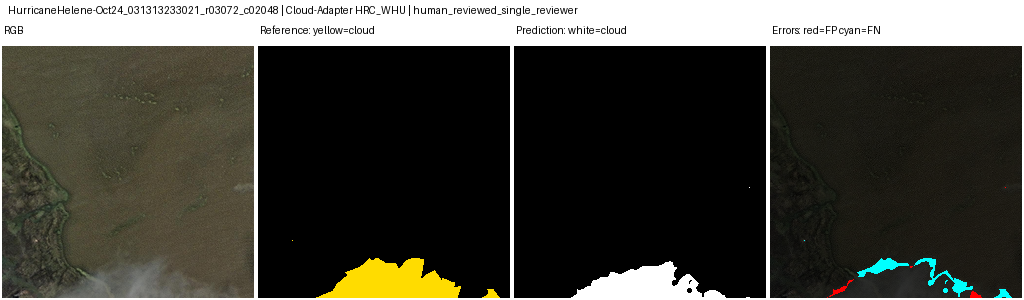 HurricaneHelene-Oct24_031313233021_r03072_c02048 | Cloud-Adapter HRC_WHU | human_reviewed_single_reviewer
RGB
Reference: yellow=cloud
Prediction: white=cloud
Errors: red=FP cyan=FN